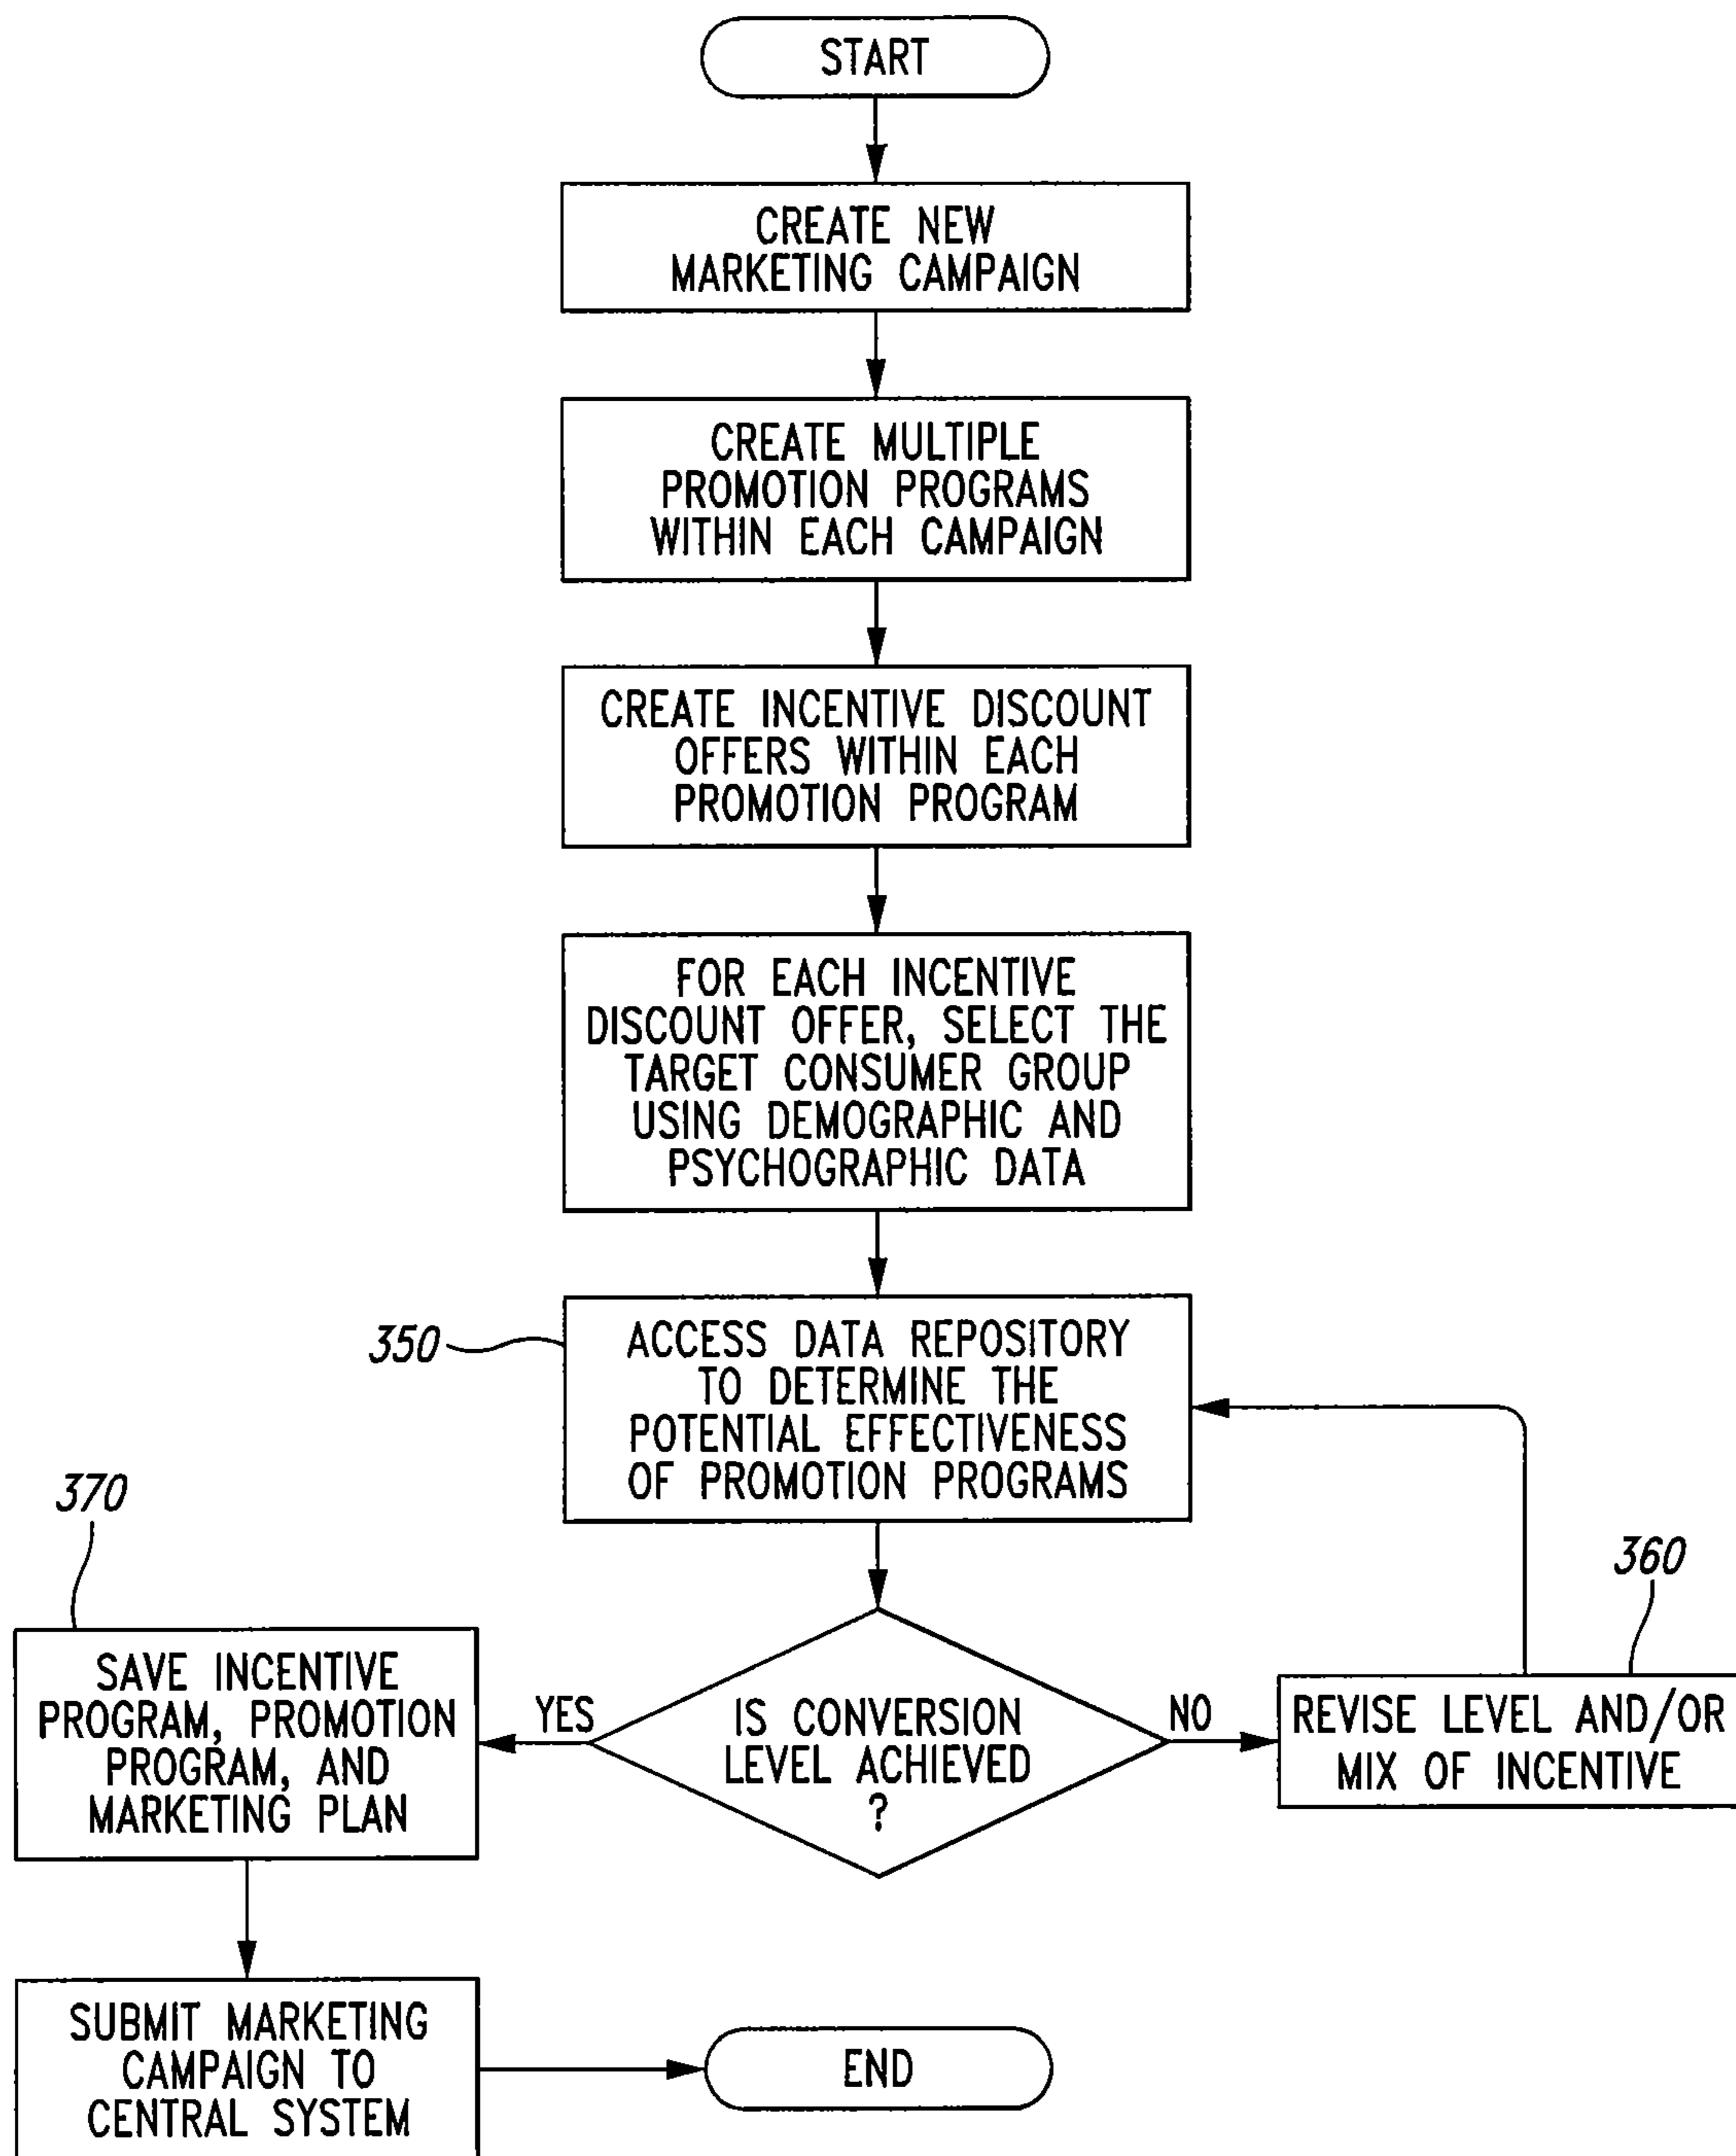 START
CREATE NEW
MARKETING CAMPAIGN
CREATE MULTIPLE
PROMOTION PROGRAMS
WITHIN EACH CAMPAIGN
CREATE INCENTIVE DISCOUNT
OFFERS WITHIN EACH
PROMOTION PROGRAM
FOR EACH INCENTIVE
DISCOUNT OFFER, SELECT THE
TARGET CONSUMER GROUP
USING DEMOGRAPHIC AND
PSYCHOGRAPHIC DATA
350
ACCESS DATA REPOSITORY
TO DETERMINE THE
POTENTIAL EFFECTIVENESS
OF PROMOTION PROGRAMS
370
SAVE INCENTIVE
PROGRAM, PROMOTION
PROGRAM, AND
MARKETING PLAN
YES
IS CONVERSION
LEVEL ACHIEVED
?
NO
360
REVISE LEVEL AND/OR
MIX OF INCENTIVE
SUBMIT MARKETING
CAMPAIGN TO
CENTRAL SYSTEM
END